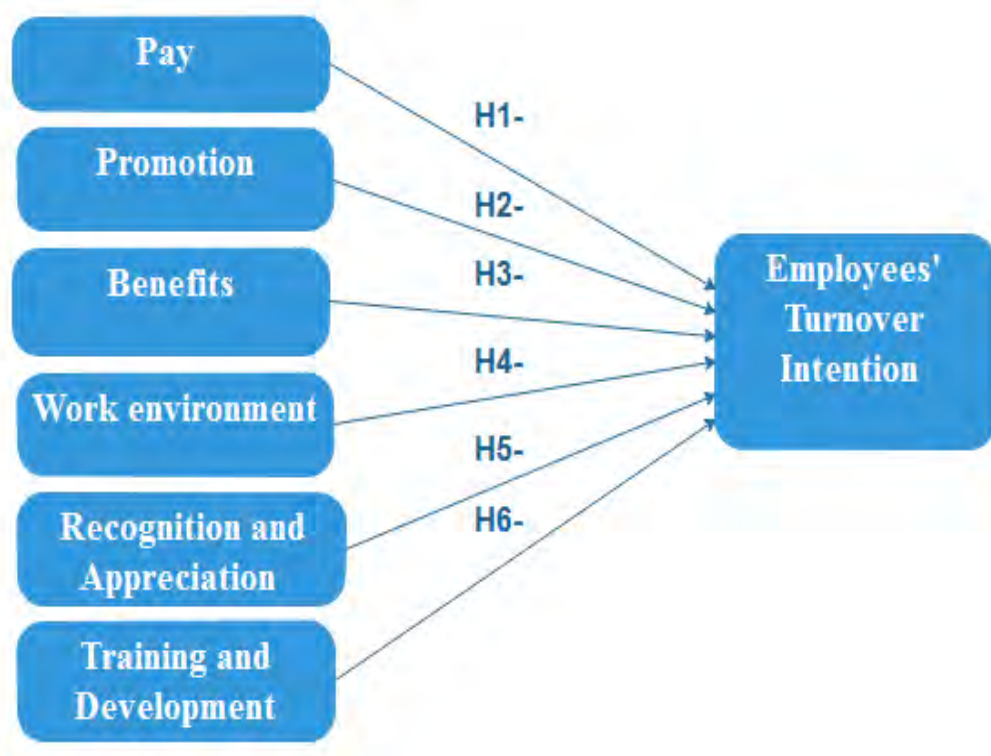 Pay
H1-
Promotion
H2-
Benefits
H3-
Employees'
Turnover
Intention
Work environment
H4-
Recognition and
Appreciation
H5-
Training and
Development
H6-